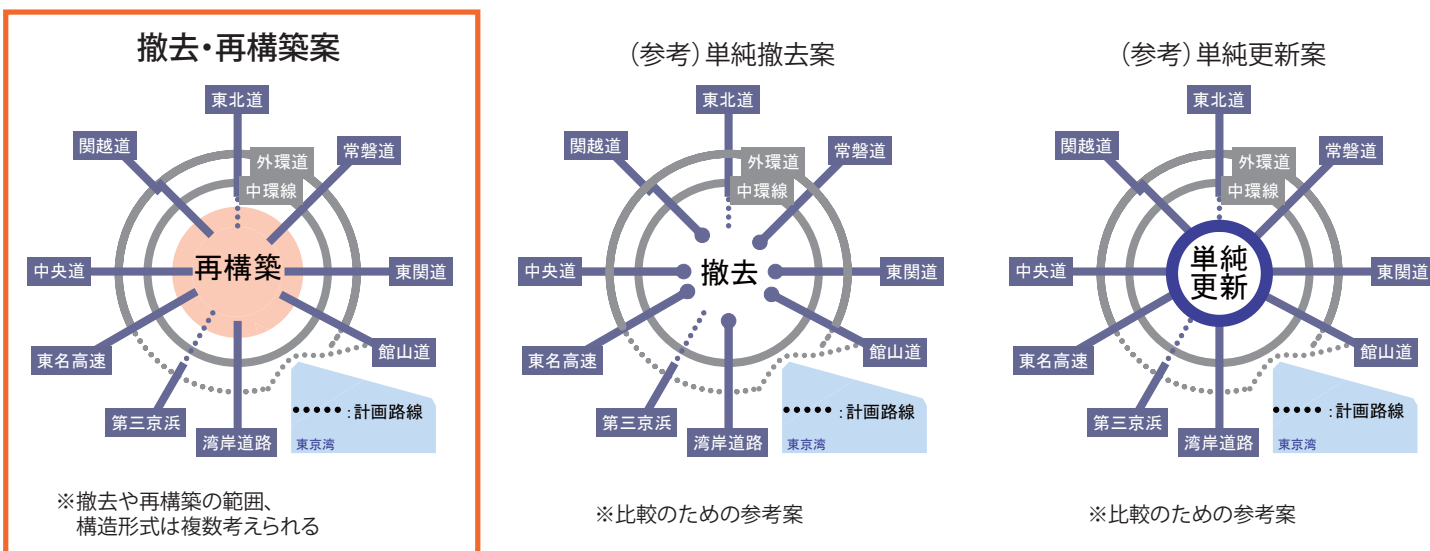 撤去・再構築案
東北道
関越道
常磐道
外環道
中環線
再構築
中央道
東関道
東名高速
館山道
第三京浜
湾岸道路
•••••：計画路線
東京湾
※撤去や再構築の範囲、
構造形式は複数考えられる
（参考）単純撤去案
東北道
関越道
常磐道
外環道
中環線
撤去
中央道
東関道
東名高速
館山道
第三京浜
湾岸道路
•••••：計画路線
東京湾
※比較のための参考案
（参考）単純更新案
東北道
関越道
常磐道
外環道
中環線
単純
更新
中央道
東関道
東名高速
館山道
第三京浜
湾岸道路
•••••：計画路線
東京湾
※比較のための参考案